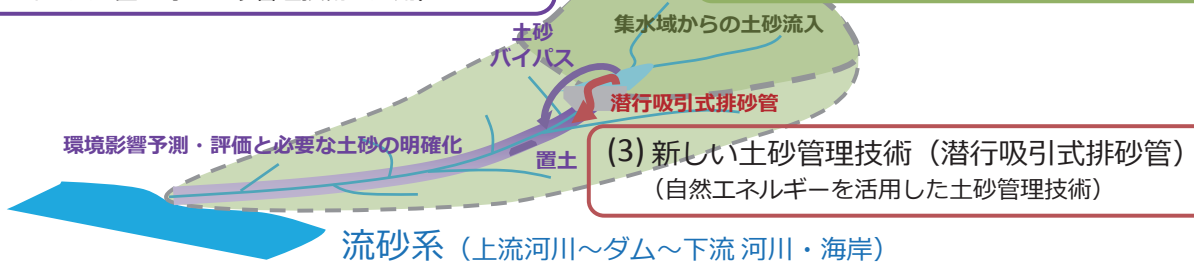 土砂
バイパス
集水域からの土砂流入
潜行吸引式排砂管
環境影響予測・評価と必要な土砂の明確化
置土
(3) 新しい土砂管理技術（潜行吸引式排砂管）
（自然エネルギーを活用した土砂管理技術）
流砂系（上流河川～ダム～下流 河川・海岸）